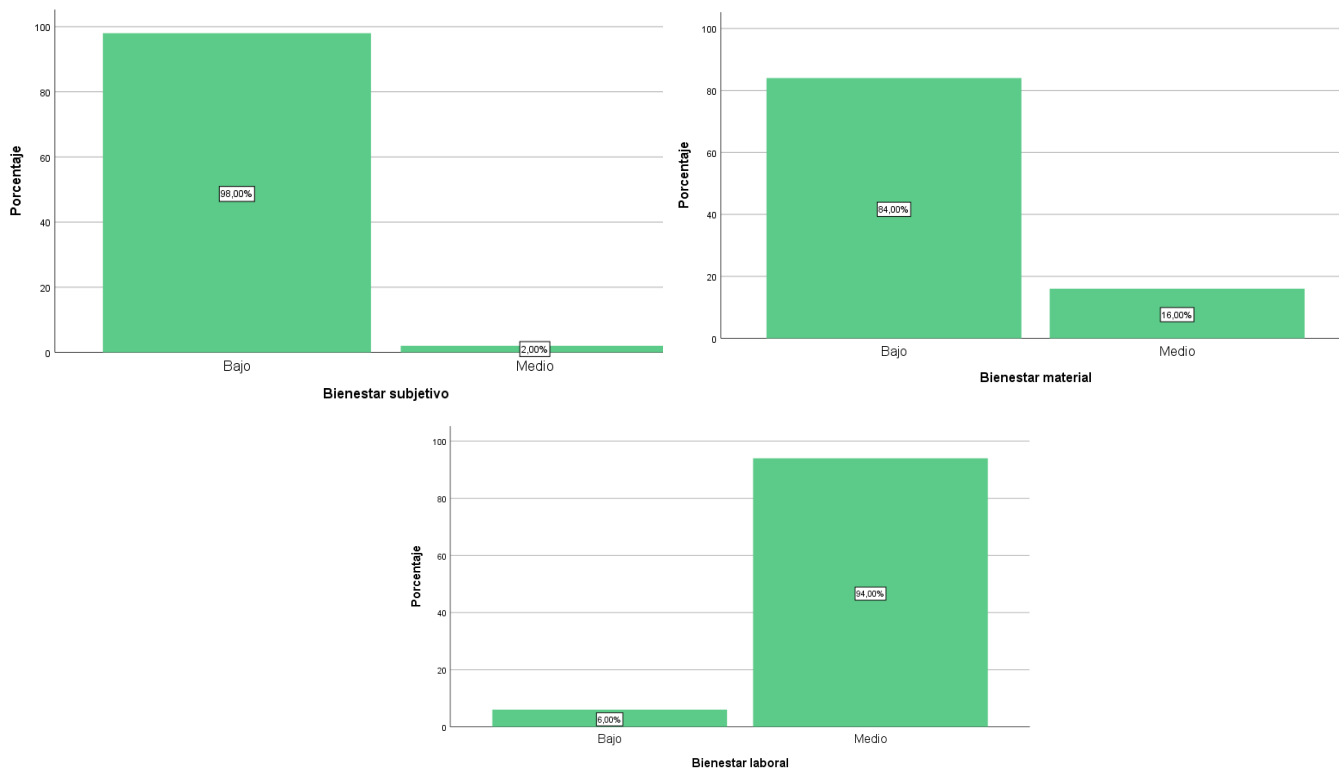 Porcentaje
100
80
60
40
20
0
98,00%
2,00%
Bajo
Medio
Bienestar subjetivo
Porcentaje
100
80
60
40
20
0
84,00%
16,00%
Bajo
Medio
Bienestar material
Porcentaje
100
80
60
40
20
0
6,00%
94,00%
Bajo
Medio
Bienestar laboral